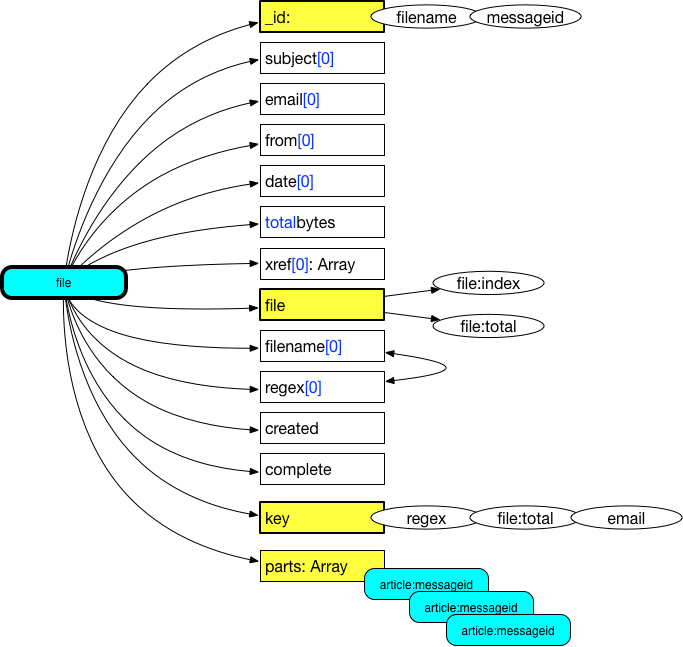 _id:
filename
messageid
subject[0]
email[0]
from[0]
date[0]
totalbytes
xref[0]: Array
file
file
file:index
file:total
filename[0]
regex[0]
created
complete
key
regex
file:total
email
parts: Array
article:messageid
article:messageid
article:messageid